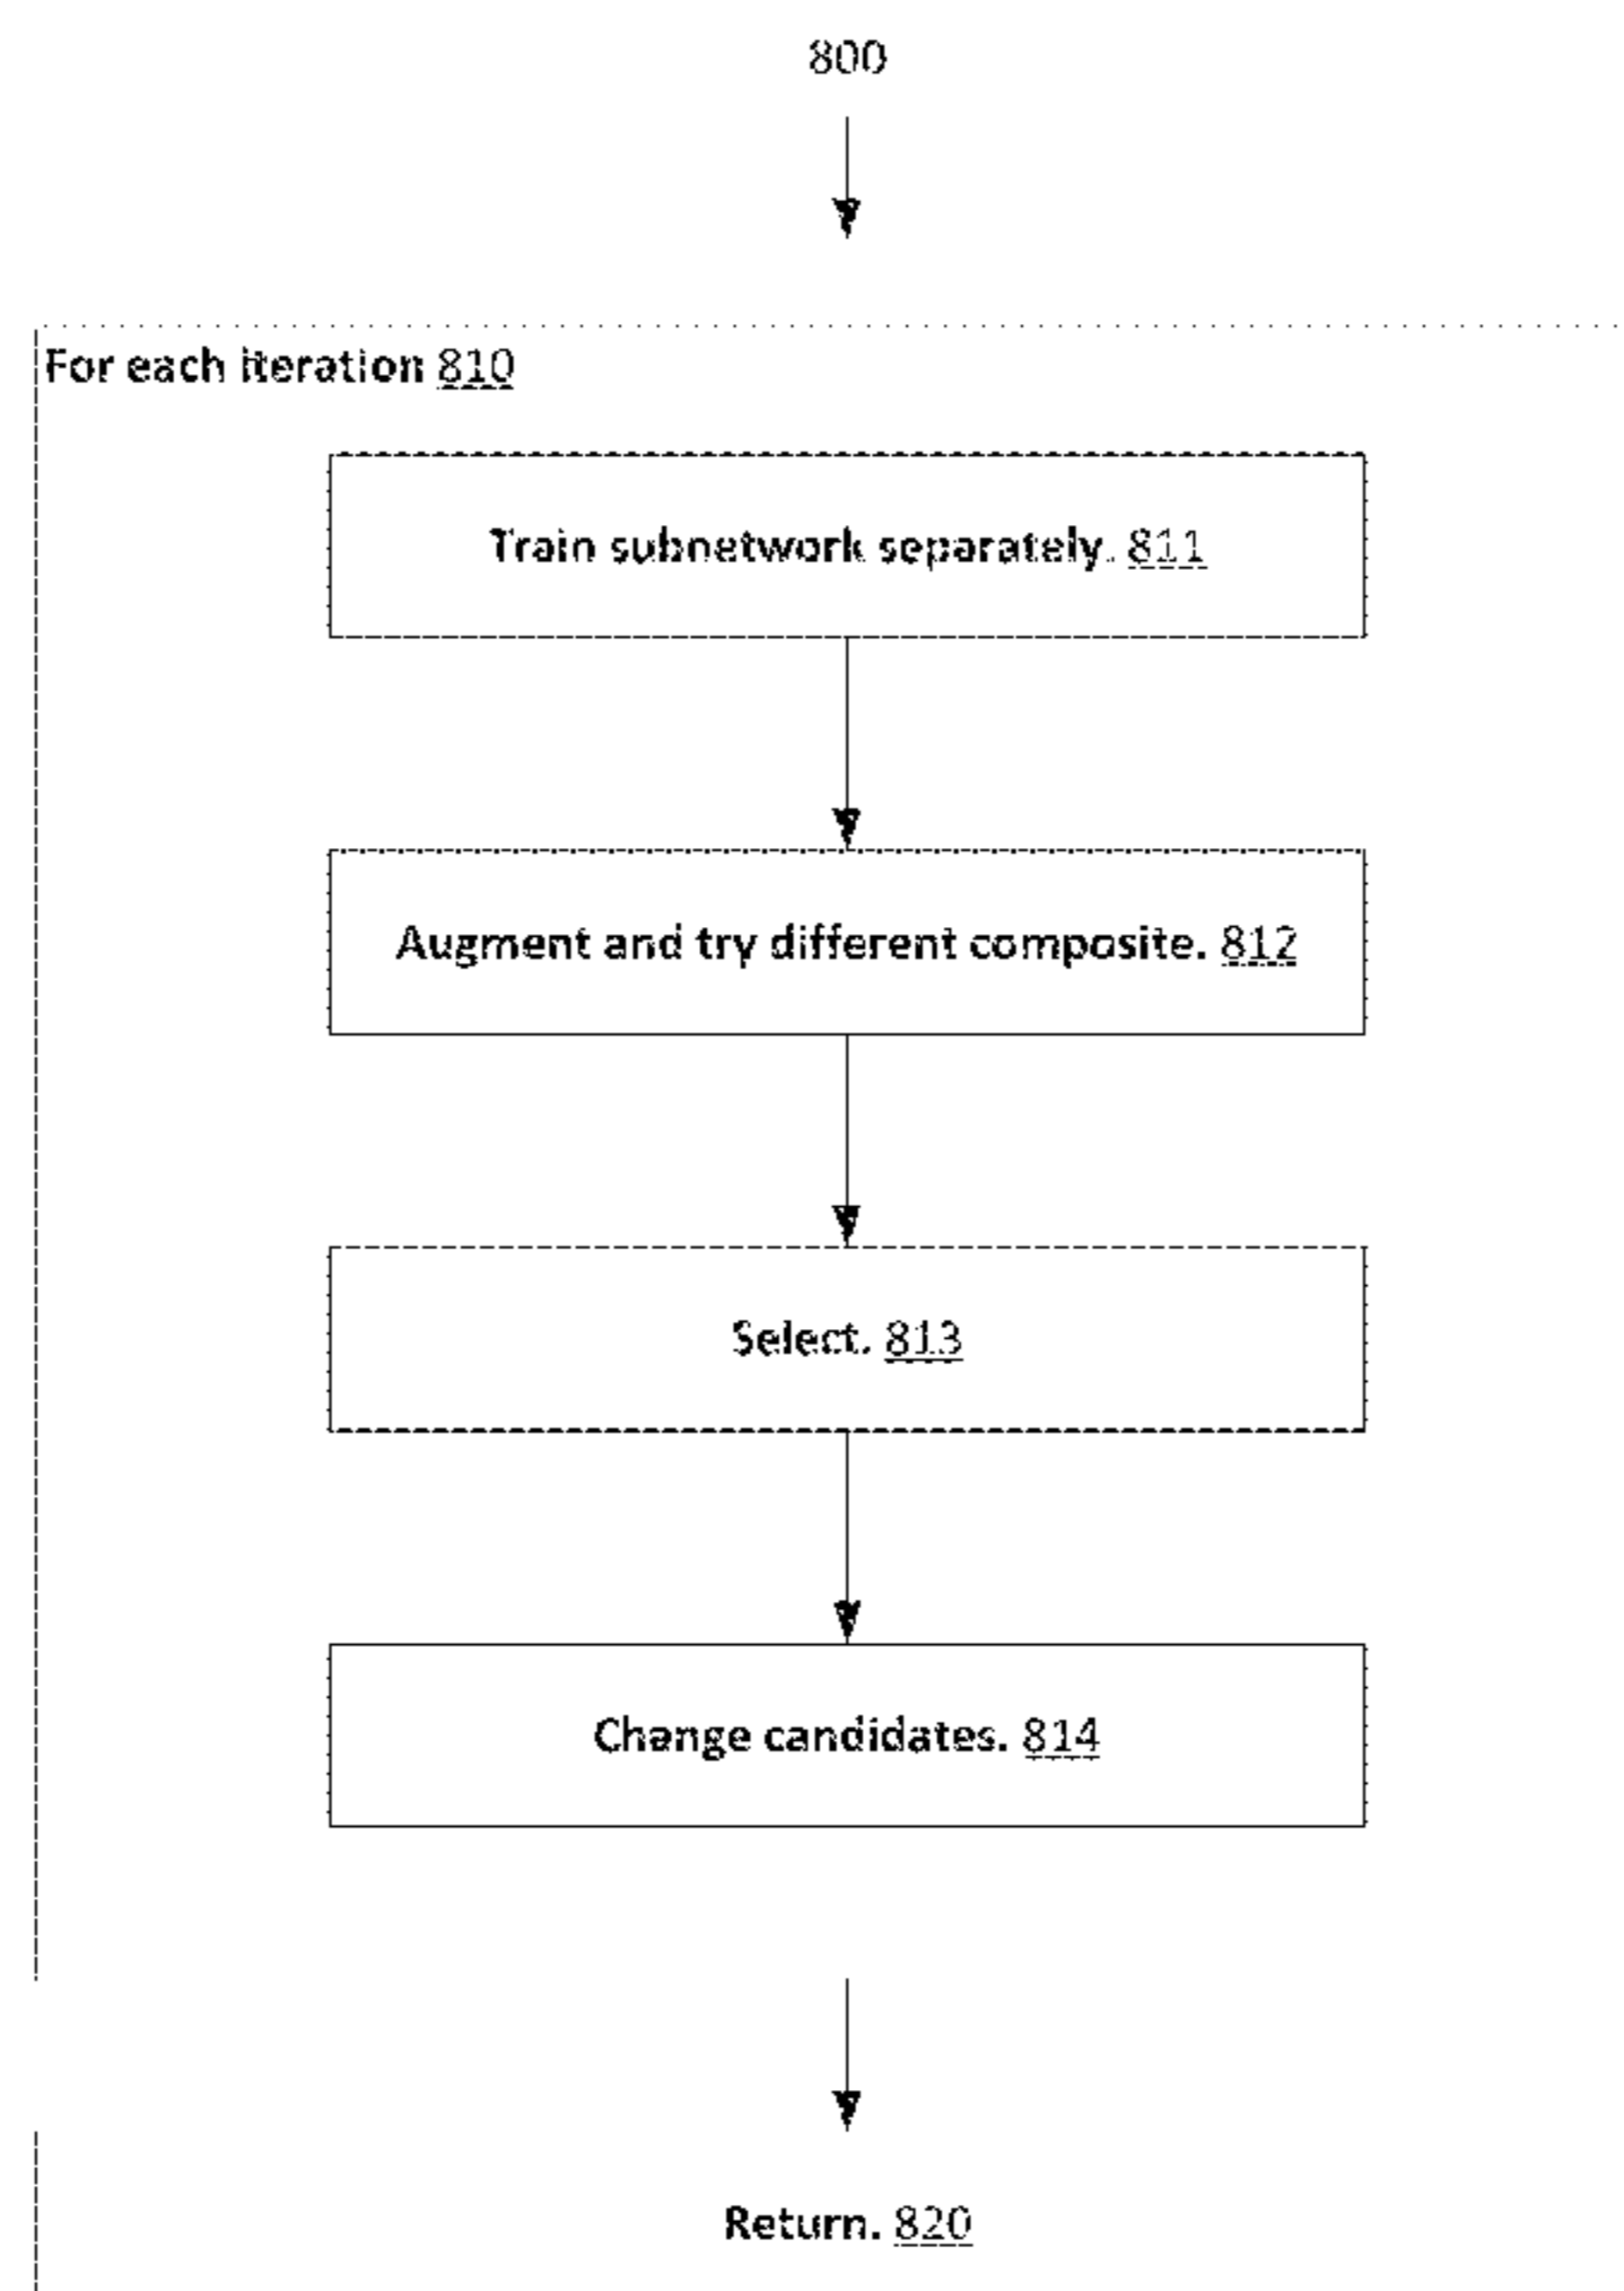 800
For each iteration 810
Train subnetwork separately. 811
Augment and try different composite. 812
Select. 813
Change candidates. 814
Return. 820